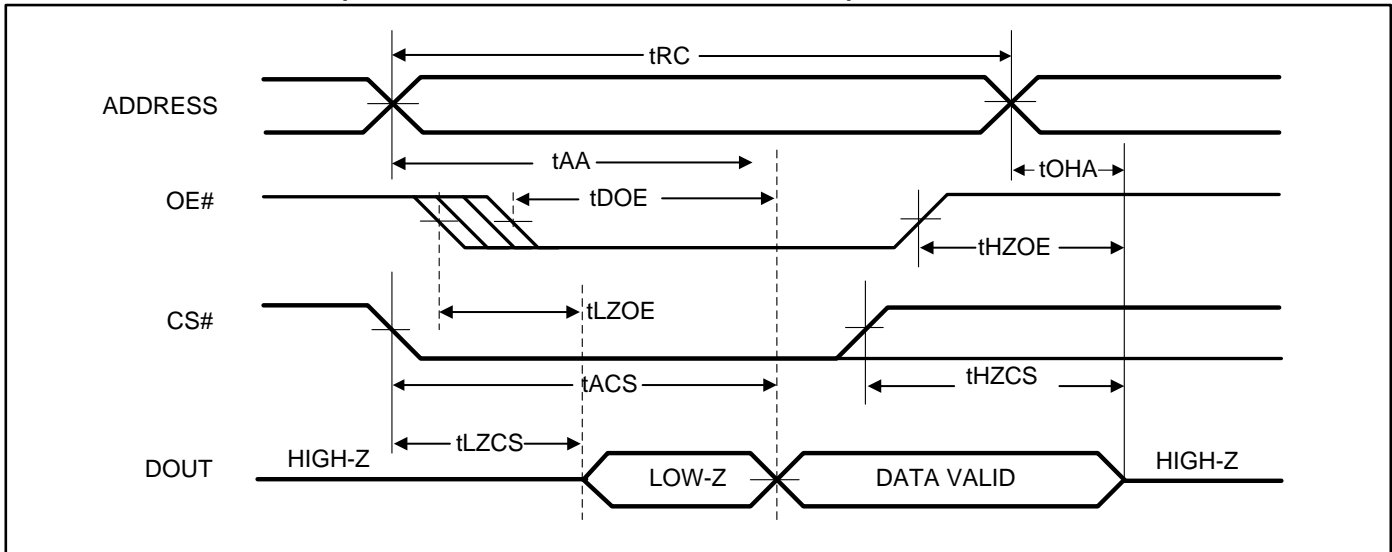 tRC
ADDRESS
tAA
tOHA
OE#
tDOE
tHZOE
tLZOE
CS#
tACS
tHZCS
tLZCS
DOUT
HIGH-Z
LOW-Z
DATA VALID
HIGH-Z